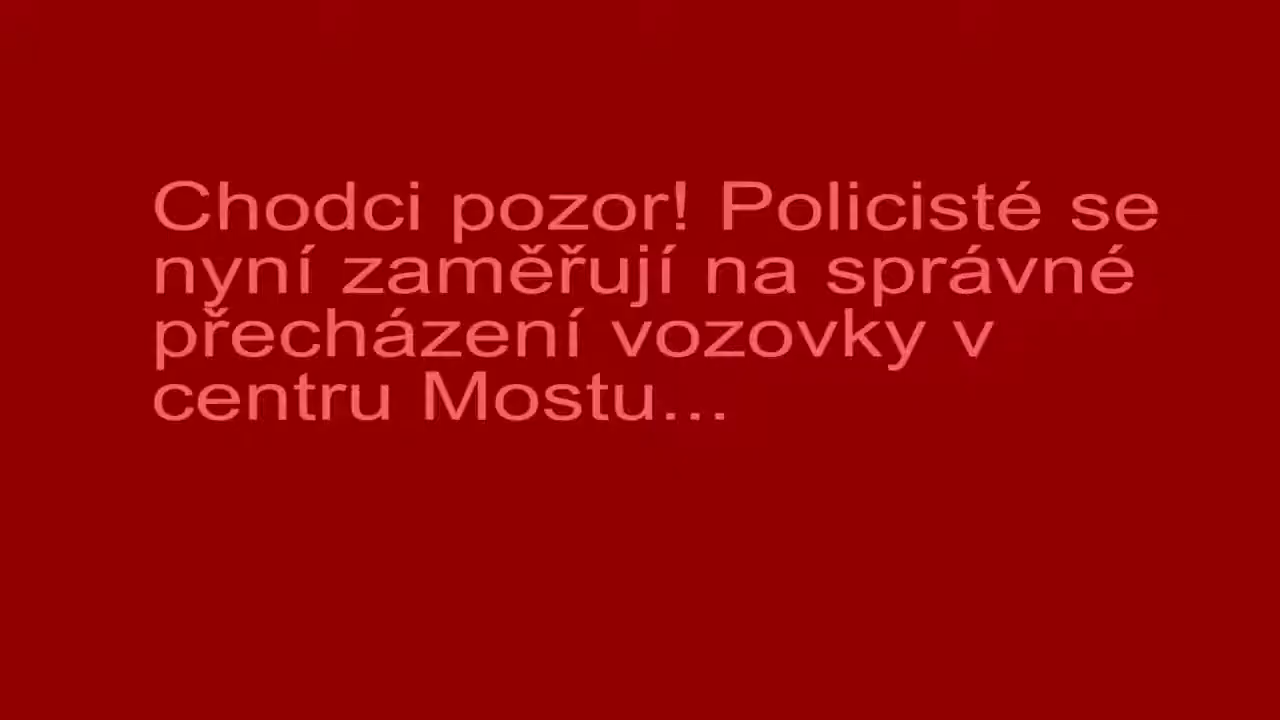 Chodci pozor! Policisté se
nyní zaměřují na správné
přecházení vozovky v
centru Mostu...